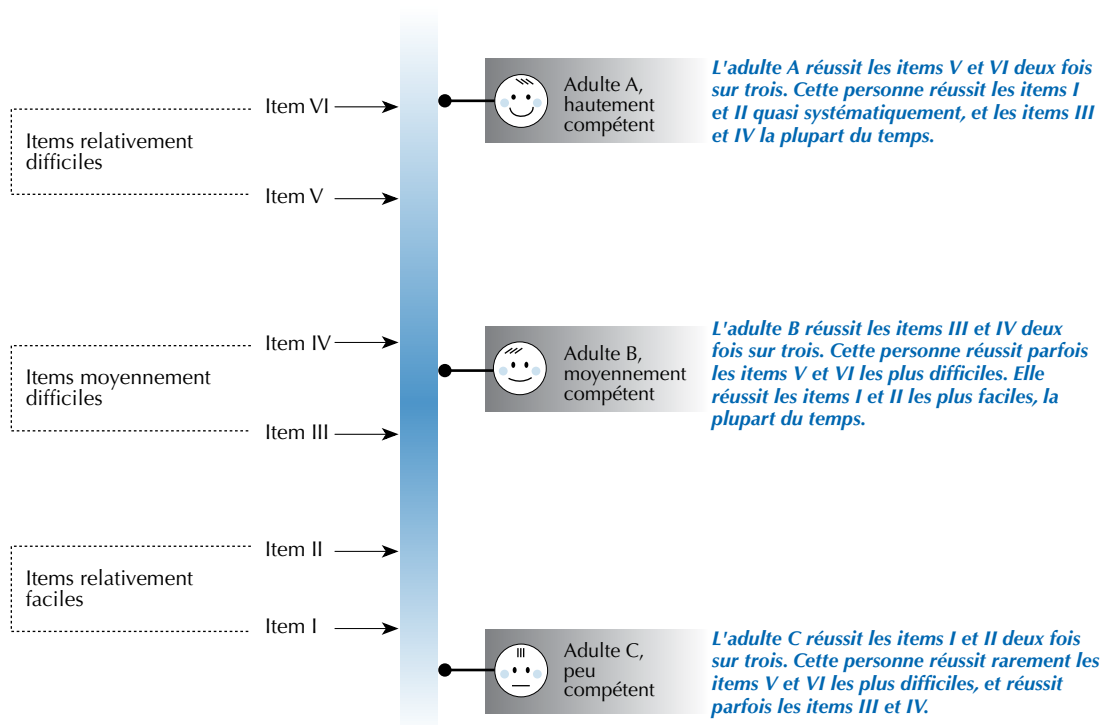 Item VI
Items relativement
difficiles
Item V
Adulte A,
hautement
compétent
L'adulte A réussit les items V et VI deux fois
sur trois. Cette personne réussit les items I
et II quasi systématiquement, et les items III
et IV la plupart du temps.
Item IV
Items moyennement
difficiles
Item III
Adulte B,
moyennement
compétent
L'adulte B réussit les items III et IV deux
fois sur trois. Cette personne réussit parfois
les items V et VI les plus difficiles. Elle
réussit les items I et II les plus faciles, la
plupart du temps.
Item II
Items relativement
faciles
Item I
Adulte C,
peu
compétent
L'adulte C réussit les items I et II deux fois
sur trois. Cette personne réussit rarement les
items V et VI les plus difficiles, et réussit
parfois les items III et IV.